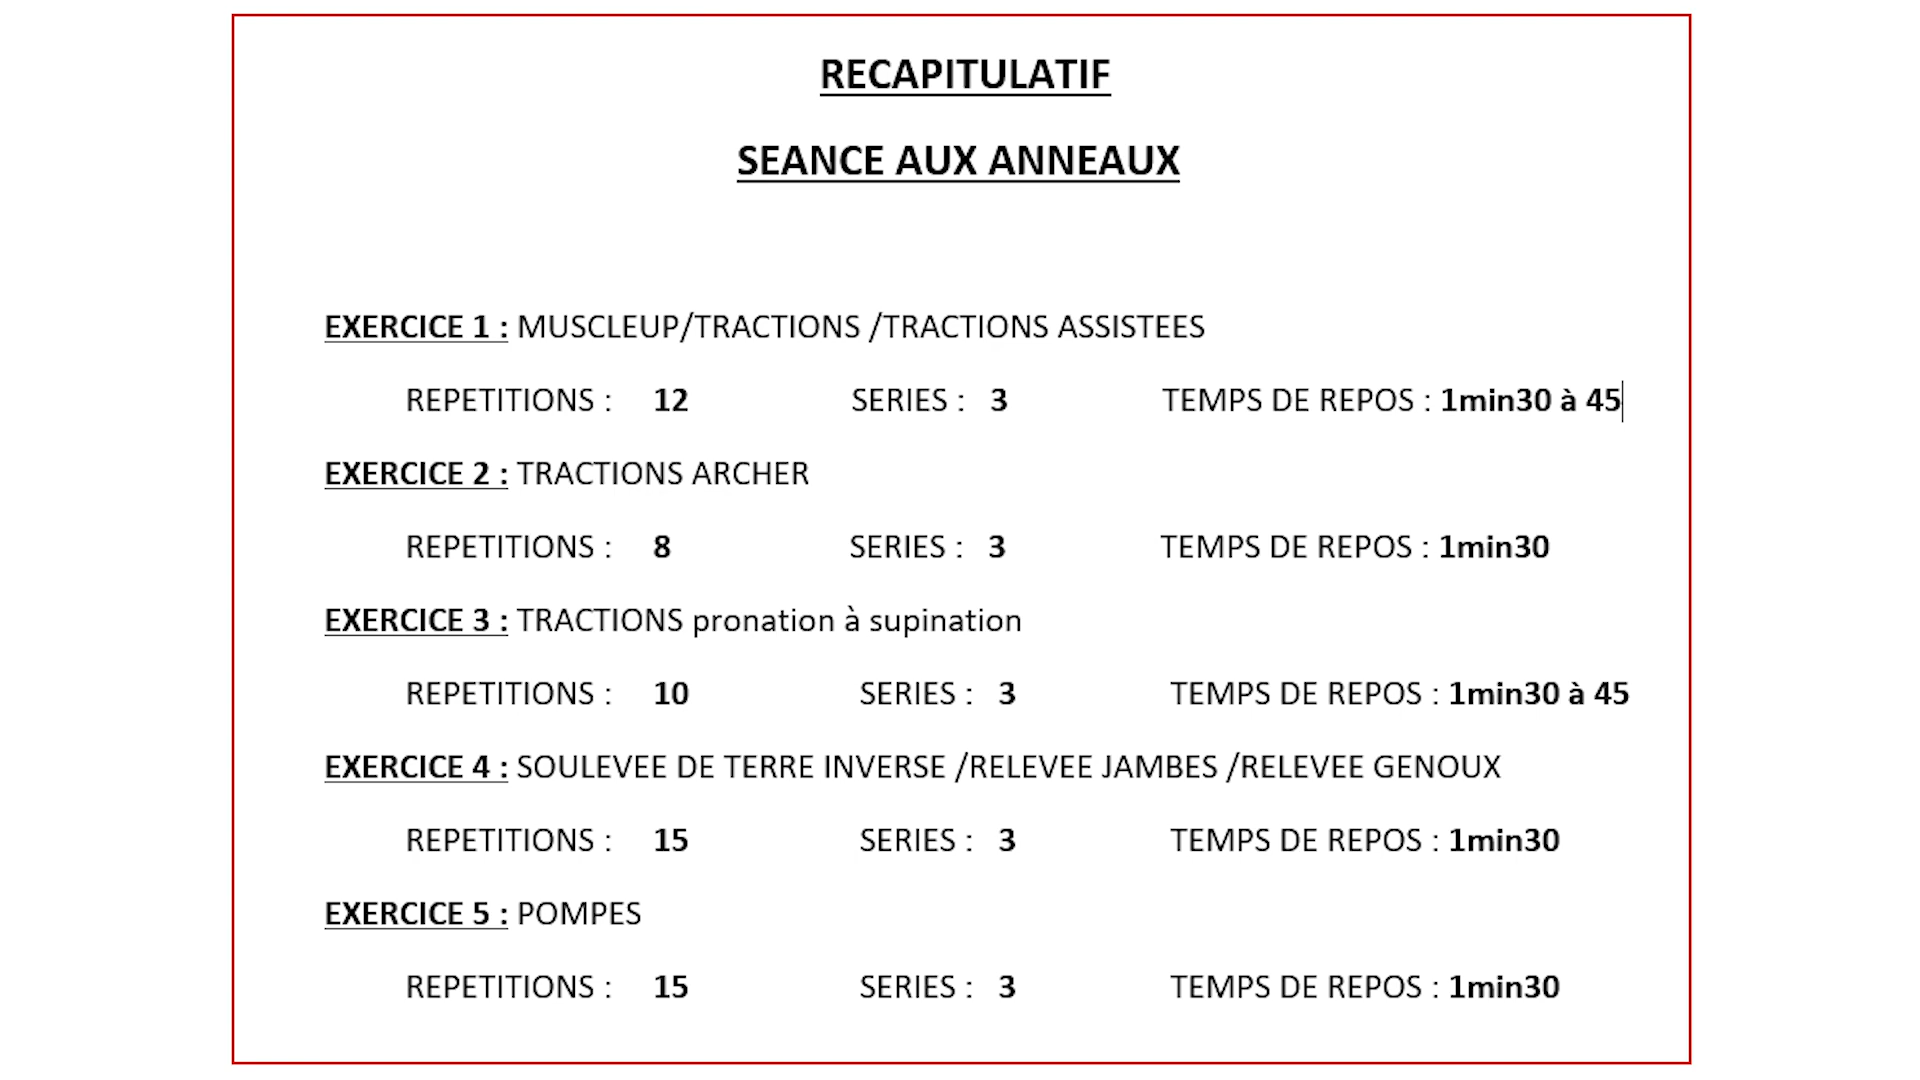 RECAPITULATIF
SEANCE AUX ANNEAUX
EXERCICE 1 : MUSCLEUP/TRACTIONS /TRACTIONS ASSISTEES
REPETITIONS : 12 SERIES : 3 TEMPS DE REPOS : 1min30 à 45
EXERCICE 2 : TRACTIONS ARCHER
REPETITIONS : 8 SERIES : 3 TEMPS DE REPOS : 1min30
EXERCICE 3 : TRACTIONS pronation à supination
REPETITIONS : 10 SERIES : 3 TEMPS DE REPOS : 1min30 à 45
EXERCICE 4 : SOULEVEE DE TERRE INVERSE /RELEVEE JAMBES /RELEVEE GENOUX
REPETITIONS : 15 SERIES : 3 TEMPS DE REPOS : 1min30
EXERCICE 5 : POMPES
REPETITIONS : 15 SERIES : 3 TEMPS DE REPOS : 1min30